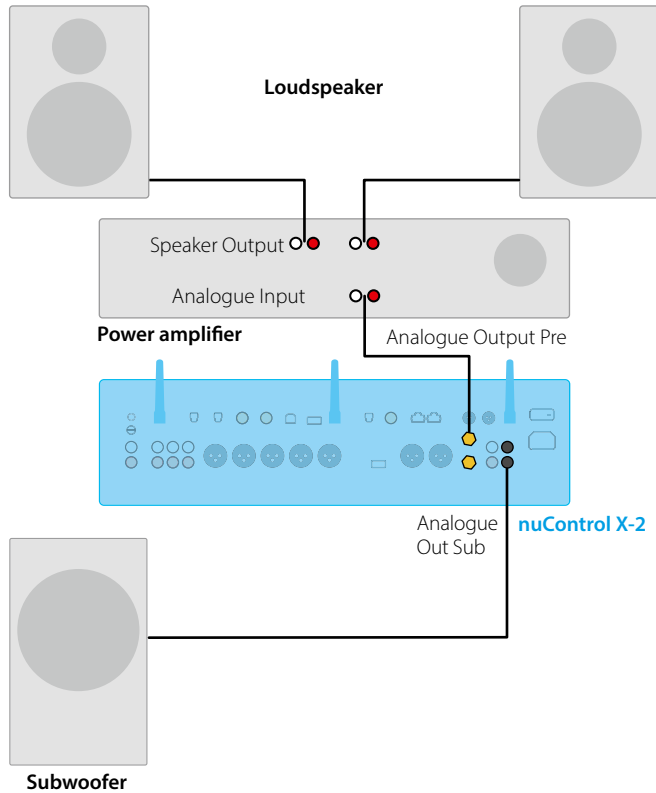 Loudspeaker
Speaker Output
Analogue Input
Power amplifier
Analogue Output Pre
Analogue
Out Sub
nuControl X-2
Subwoofer